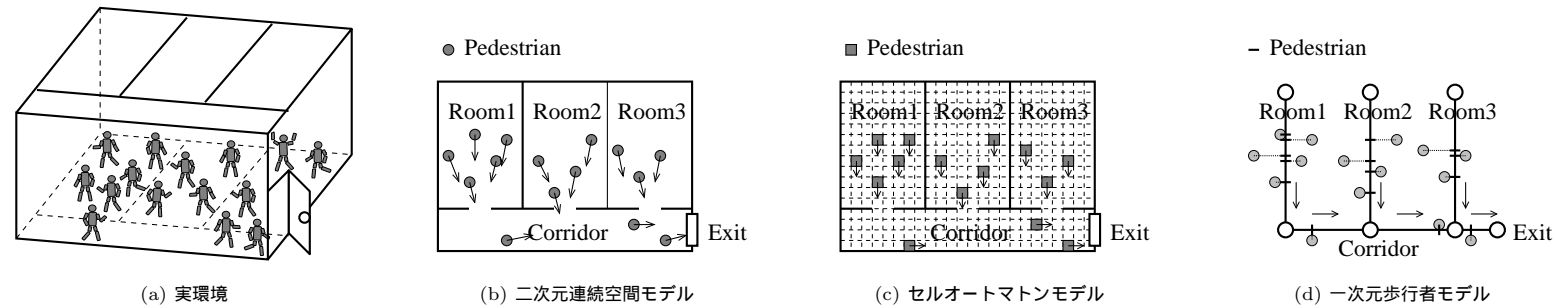 Pedestrian
Room1 Room2 Room3
Corridor
Exit
Pedestrian
Room1 Room2 Room3
Corridor
Exit
Pedestrian
Room1 Room2 Room3
Corridor
Exit
(a) 実環境
(b) 二次元連続空間モデル
(c) セルオートマトンモデル
(d) 一次元歩行者モデル